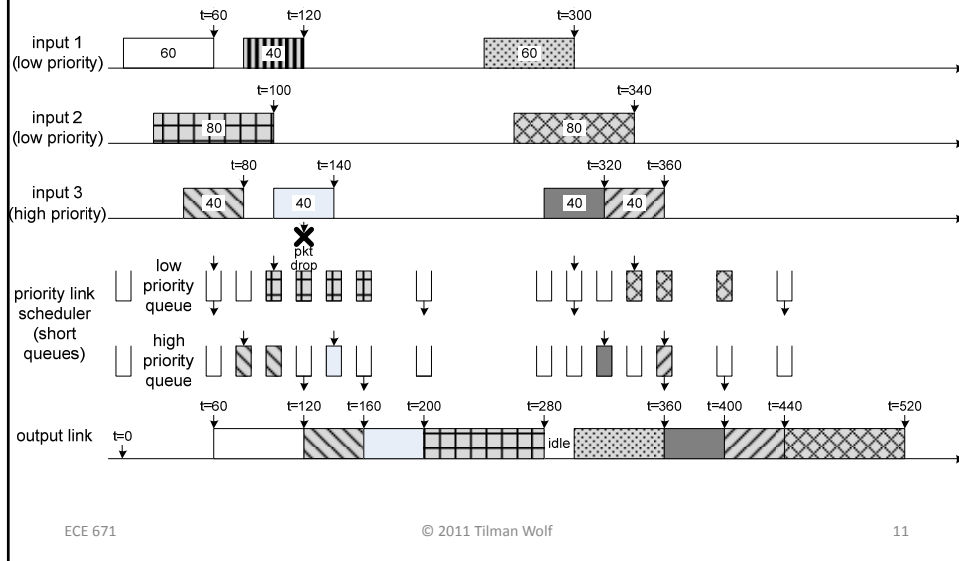 t=60
t=120
t=300
input 1
(low priority)
60
40
60
t=100
t=340
input 2
(low priority)
80
80
t=80
t=140
t=320
t=360
input 3
(high priority)
40
40
40
40
pkt
drop
priority link
scheduler
(short
queues)
low
priority
queue
high
priority
queue
t=60
t=120
t=160
t=200
t=280
t=360
t=400
t=440
t=520
output link
t=0
idle
ECE 671
© 2011 Tilman Wolf
11